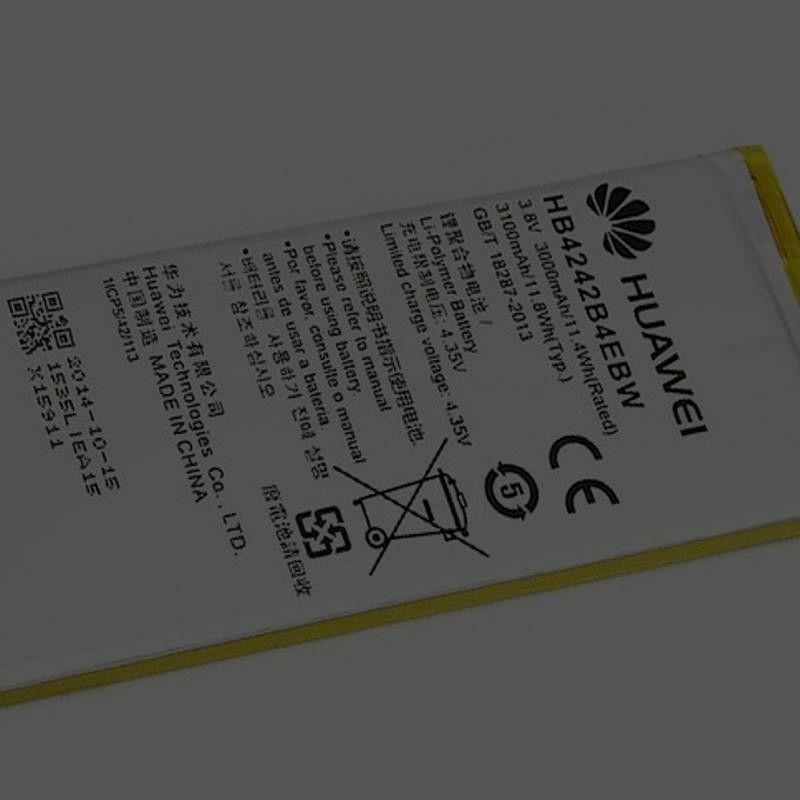 HUAWEI
HB4242B4EBW
3.8V 3000mAh/11.4Wh(Rated)
3100mAh/11.8Wh(Typ.)
GB/T 18287-2013
锂聚合物电池 /
Li-Polymer Battery
充电限制电压: 4.35V
Limited charge voltage: 4.35V
•请按照说明书指示使用电池.
•Please refer to manual
before using battery.
•Por favor, consulte o manual
antes de usar a bateria.
•배터리를 사용하기 전에 설명
서를 참조하십시오
CE
5
廢電池請回收
华为技术有限公司
Huawei Technologies Co., LTD.
中国制造 MADE IN CHINA
1ICP5/42/113
2014-10-15
1535L1EA15
X15911